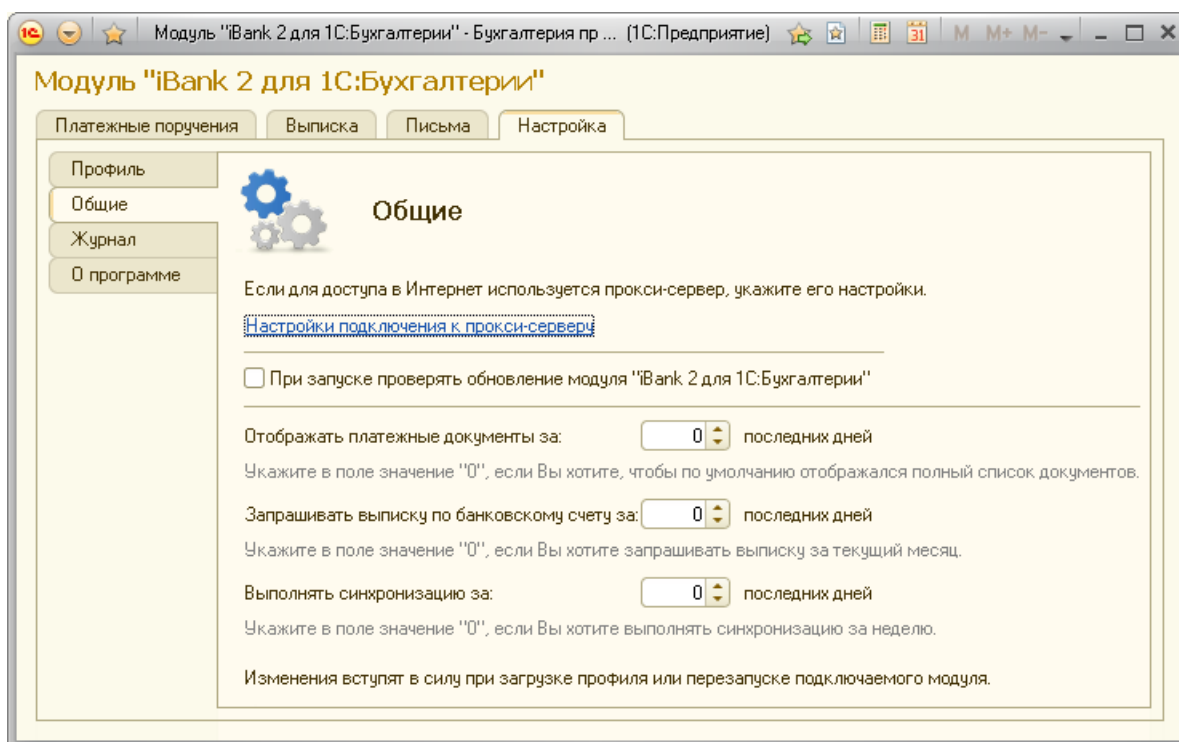 1С Модуль "iBank 2 для 1С:Бухгалтерии" - Бухгалтерия пр ... (1С:Предприятие) 31 M M+ M-
Модуль "iBank 2 для 1С:Бухгалтерии"
Платежные поручения Выписка Письма Настройка
Профиль
Общие
Журнал
О программе
Общие
Если для доступа в Интернет используется прокси-сервер, укажите его настройки.
Настройки подключения к прокси-серверу
При запуске проверять обновление модуля "iBank 2 для 1С:Бухгалтерии"
Отображать платежные документы за: 0 последних дней
Укажите в поле значение "0", если Вы хотите, чтобы по умолчанию отображался полный список документов.
Запрашивать выписку по банковскому счету за: 0 последних дней
Укажите в поле значение "0", если Вы хотите запрашивать выписку за текущий месяц.
Выполнять синхронизацию за: 0 последних дней
Укажите в поле значение "0", если Вы хотите выполнять синхронизацию за неделю.
Изменения вступят в силу при загрузке профиля или перезапуске подключаемого модуля.